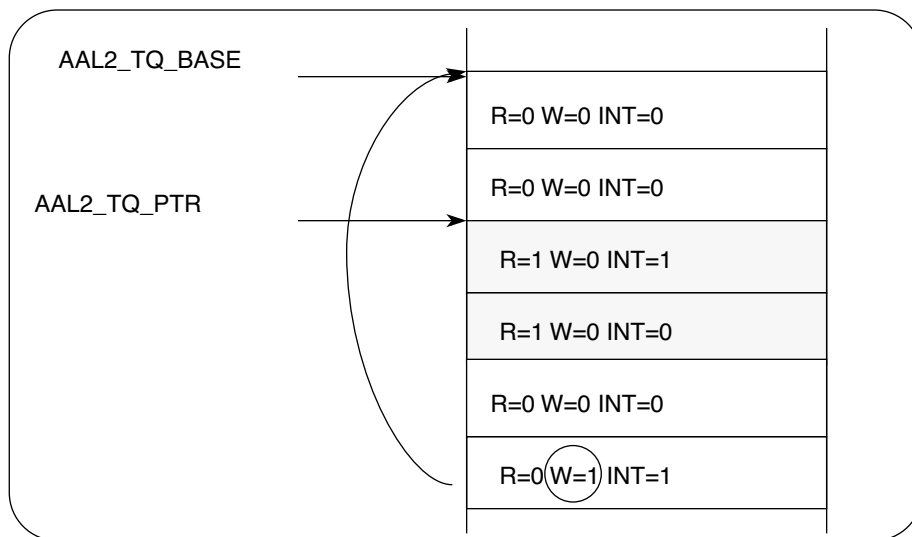 AAL2_TQ_BASE
R=0 W=0 INT=0
R=0 W=0 INT=0
AAL2_TQ_PTR
R=1 W=0 INT=1
R=1 W=0 INT=0
R=0 W=0 INT=0
R=0 W=1 INT=1